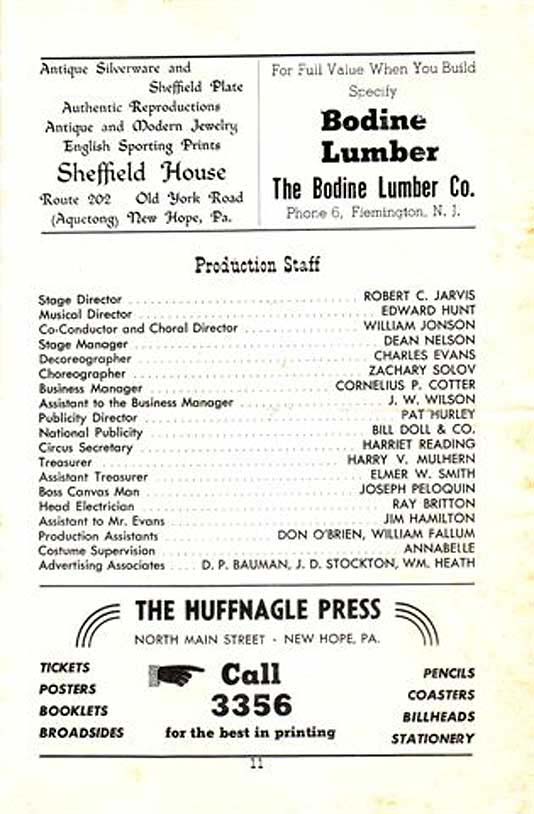 Antique Silverware and
Sheffield Plate
Authentic Reproductions
Antique and Modern Jewelry
English Sporting Prints
Sheffield House
Route 202 Old York Road
(Aquetong) New Hope, Pa.
For Full Value When You Build
Specify
Bodine
Lumber
The Bodine Lumber Co.
Phone 6, Flemington, N. J.
Production Staff
Stage Director ROBERT C. JARVIS
Musical Director EDWARD HUNT
Co-Conductor and Choral Director WILLIAM JONSON
Stage Manager DEAN NELSON
Decoreographer CHARLES EVANS
Choreographer ZACHARY SOLOV
Business Manager CORNELIUS P. COTTER
Assistant to the Business Manager J. W. WILSON
Publicity Director PAT HURLEY
National Publicity BILL DOLL & CO.
Circus Secretary HARRIET READING
Treasurer HARRY V. MULHERN
Assistant Treasurer ELMER W. SMITH
Boss Canvas Man JOSEPH PELOQUIN
Head Electrician RAY BRITTON
Assistant to Mr. Evans JIM HAMILTON
Production Assistants DON O'BRIEN, WILLIAM FALLUM
Costume Supervision ANNABELLE
Advertising Associates D. P. BAUMAN, J. D. STOCKTON, WM. HEATH
THE HUFFNAGLE PRESS
NORTH MAIN STREET - NEW HOPE, PA.
TICKETS
POSTERS
BOOKLETS
BROADSIDES
Call
3356
for the best in printing
PENCILS
COASTERS
BILLHEADS
STATIONERY
11